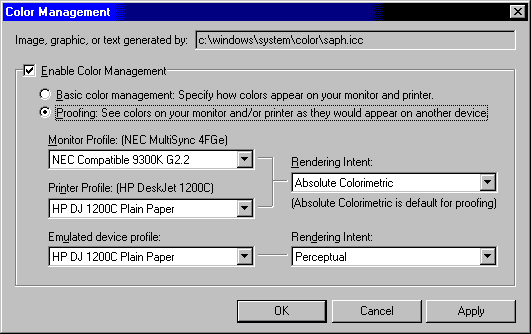 Color Management
Image, graphic, or text generated by: c:\windows\system\color\saph.icc
Enable Color Management
Basic color management: Specify how colors appear on your monitor and printer.
Proofing: See colors on your monitor and/or printer as they would appear on another device.
Monitor Profile: (NEC MultiSync 4FGe)
NEC Compatible 9300K G2.2
Rendering Intent:
Absolute Colorimetric
(Absolute Colorimetric is default for proofing)
Printer Profile: (HP DeskJet 1200C)
HP DJ 1200C Plain Paper
Emulated device profile:
HP DJ 1200C Plain Paper
Rendering Intent:
Perceptual
OK
Cancel
Apply